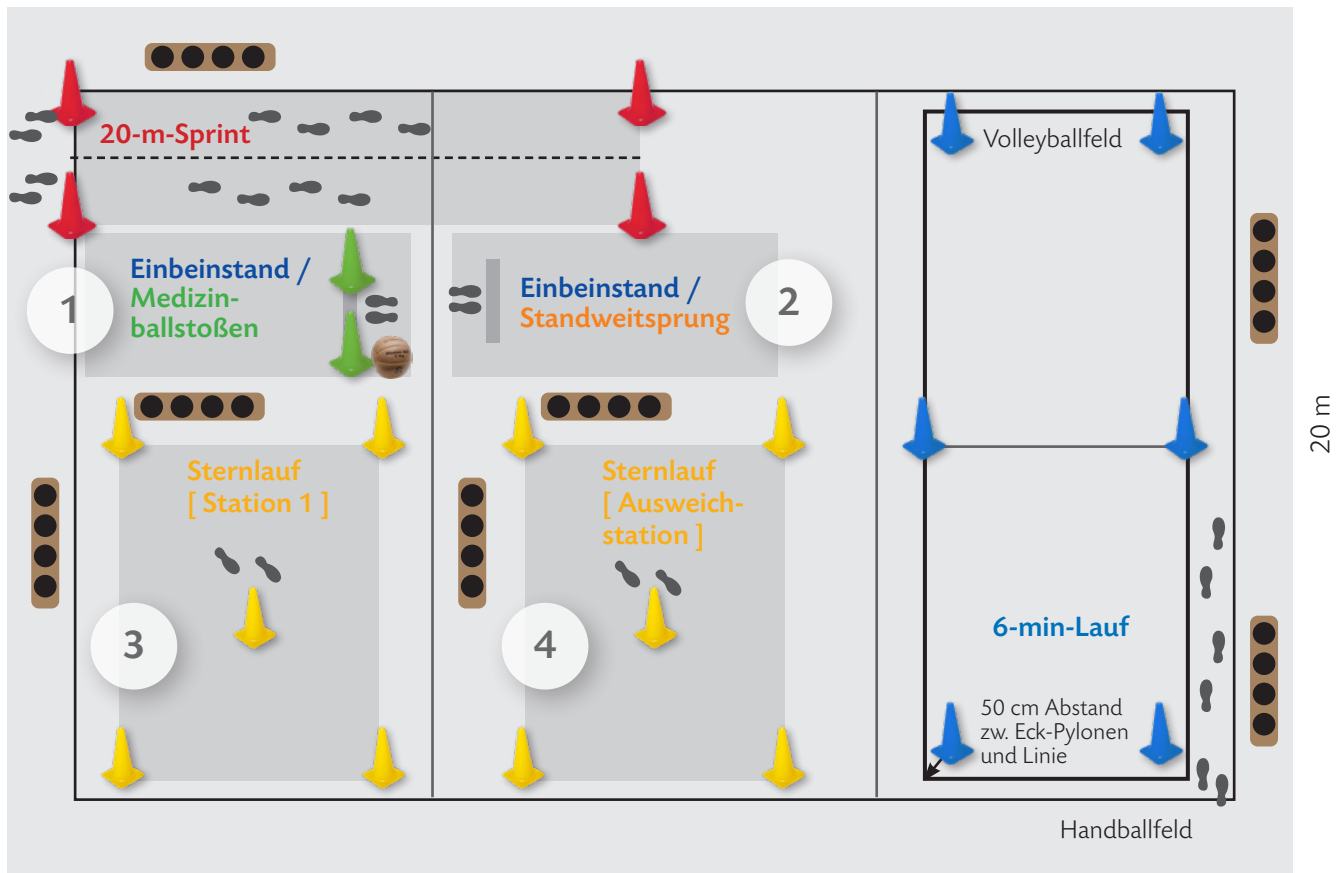 20-m-Sprint
Volleyballfeld
1
Einbeinstand /
Medizin-
ballstoßen
Einbeinstand /
Standweitsprung
2
20 m
Sternlauf
[ Station 1 ]
Sternlauf
[ Ausweich-
station ]
3
4
6-min-Lauf
50 cm Abstand
zw. Eck-Pylonen
und Linie
Handballfeld